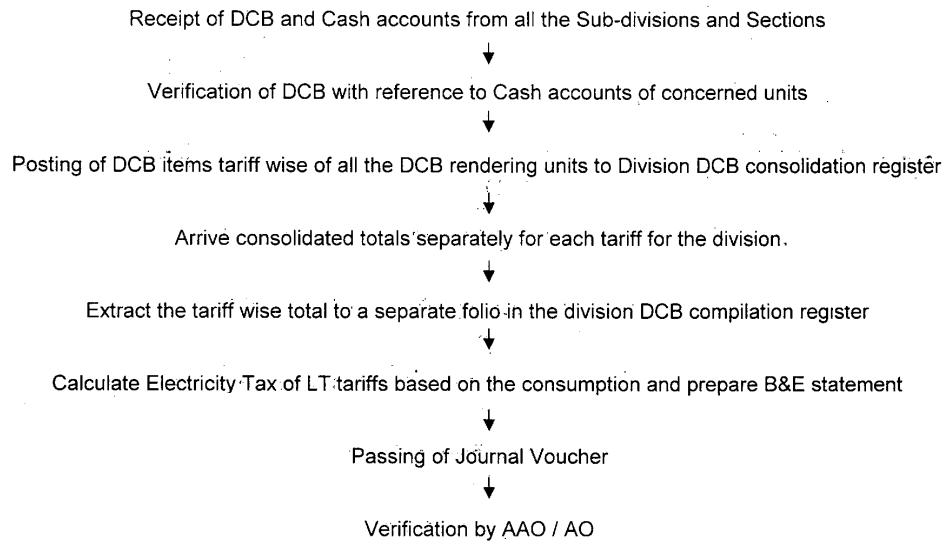 Receipt of DCB and Cash accounts from all the Sub-divisions and Sections
Verification of DCB with reference to Cash accounts of concerned units
Posting of DCB items tariff wise of all the DCB rendering units to Division DCB consolidation register
Arrive consolidated totals separately for each tariff for the division.
Extract the tariff wise total to a separate folio in the division DCB compilation register
Calculate Electricity Tax of LT tariffs based on the consumption and prepare B&E statement
Passing of Journal Voucher
Verification by AAO / AO